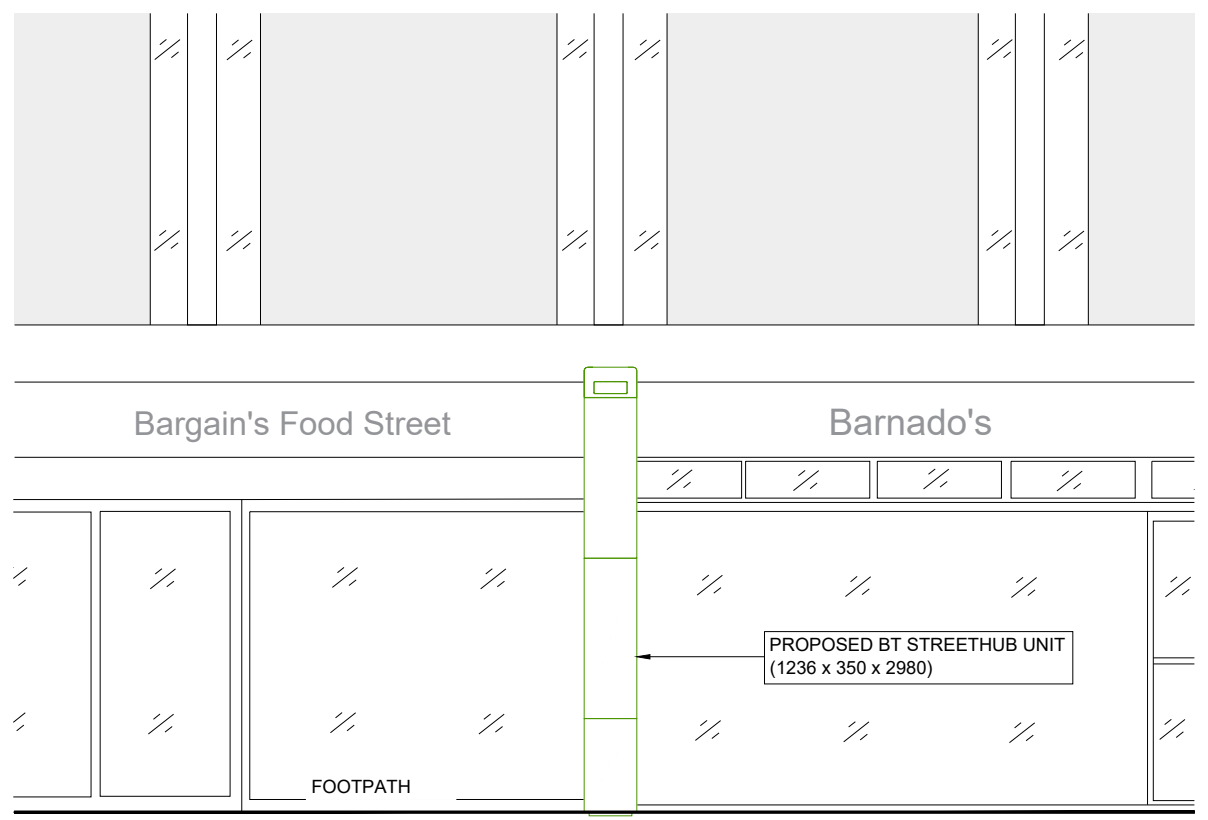 Bargain's Food Street
Barnado's
PROPOSED BT STREETHUB UNIT
(1236 x 350 x 2980)
FOOTPATH